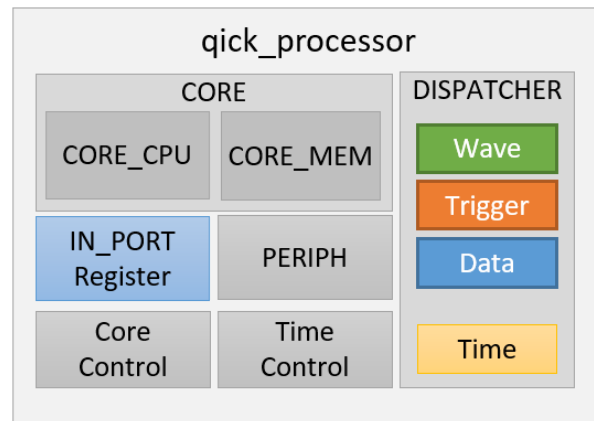 qick_processor
CORE
CORE_CPU
CORE_MEM
IN_PORT
Register
PERIPH
Core
Control
Time
Control
DISPATCHER
Wave
Trigger
Data
Time